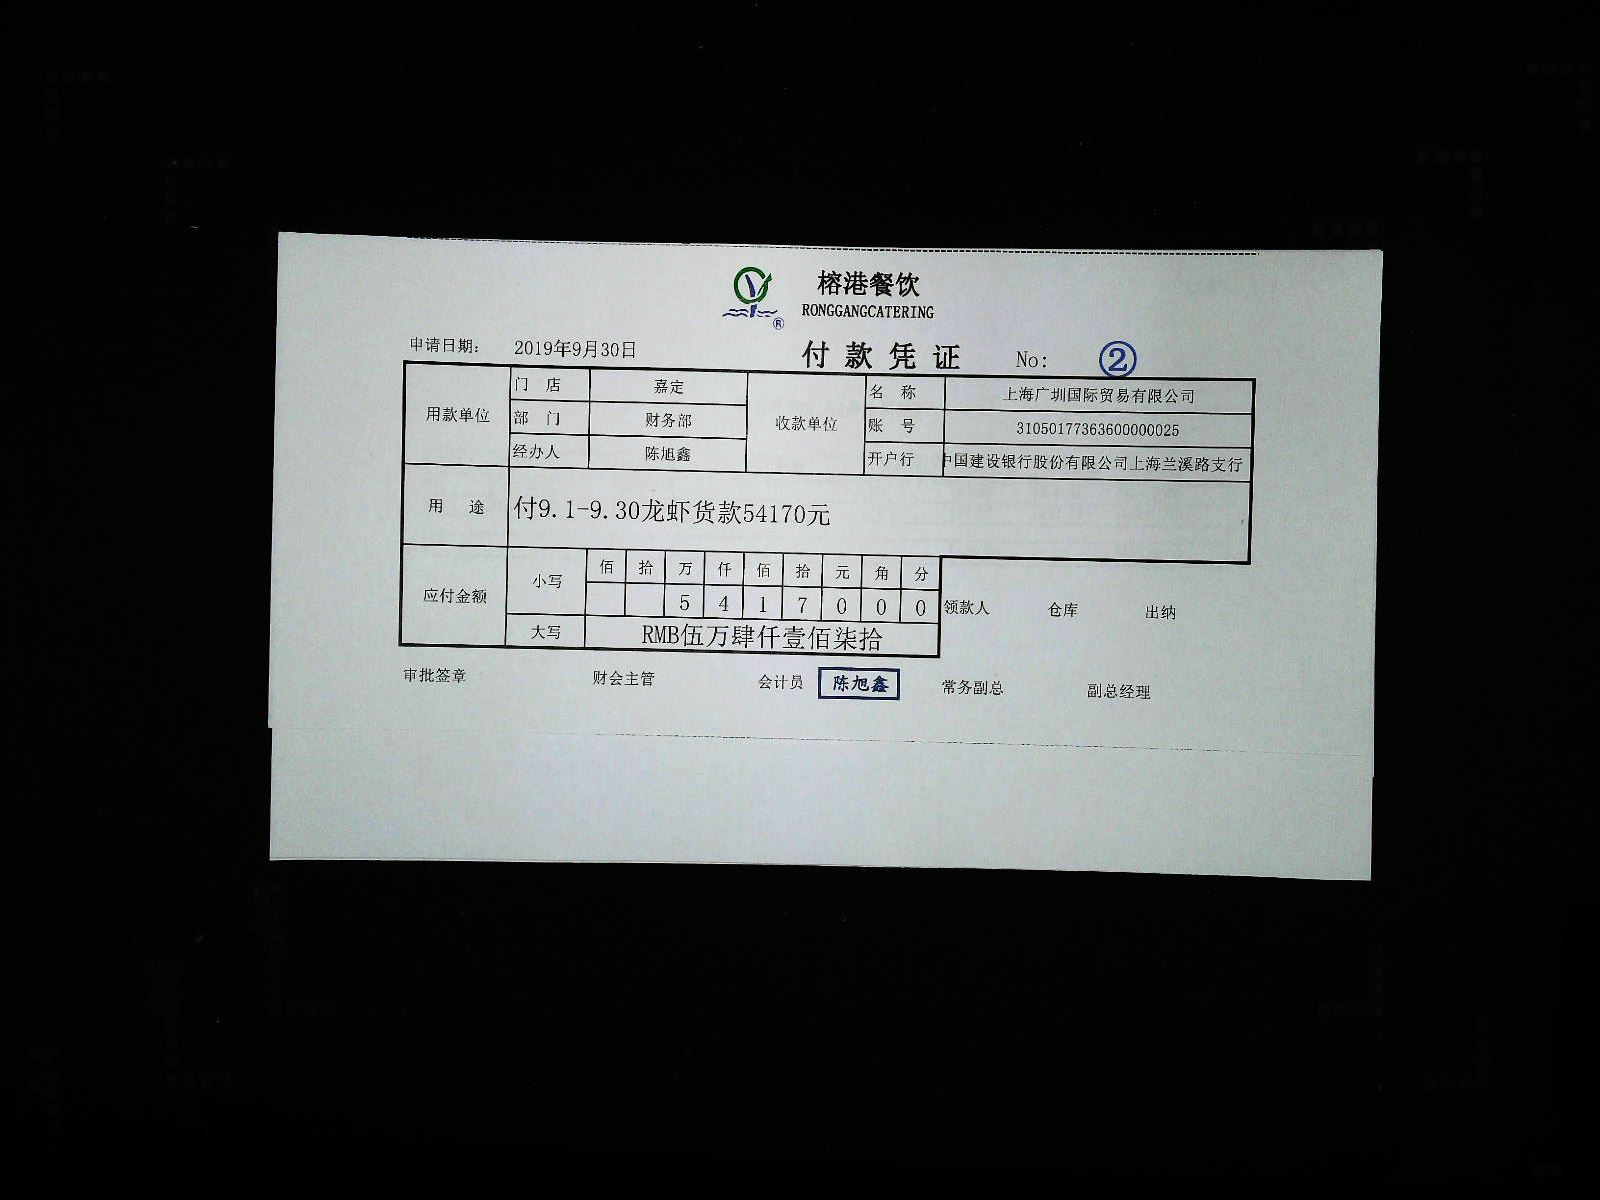 榕港餐饮
RONGGANGCATERING
®
申请日期： 2019年9月30日 付款凭证 No: ②
用款单位 门店 嘉定 收款单位 名称 上海广圳国际贸易有限公司
部门 财务部 账号 31050177363600000025
经办人 陈旭鑫 开户行 中国建设银行股份有限公司上海兰溪路支行
用途 付9.1-9.30龙虾货款54170元
应付金额 小写 佰 拾 万 仟 佰 拾 元 角 分
5 4 1 7 0 0 0
领款人 仓库 出纳
大写 RMB伍万肆仟壹佰柒拾
审批签章 财会主管 会计员 陈旭鑫 常务副总 副总经理